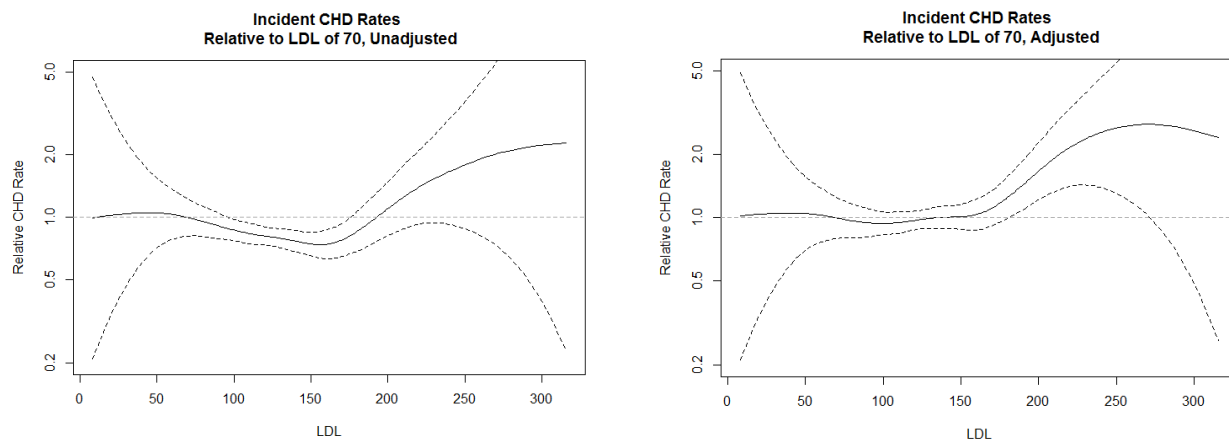 Incident CHD Rates
Relative to LDL of 70, Unadjusted
Relative CHD Rate
5.0
2.0
1.0
0.5
0.2
0 50 100 150 200 250 300
LDL
Incident CHD Rates
Relative to LDL of 70, Adjusted
Relative CHD Rate
5.0
2.0
1.0
0.5
0.2
0 50 100 150 200 250 300
LDL